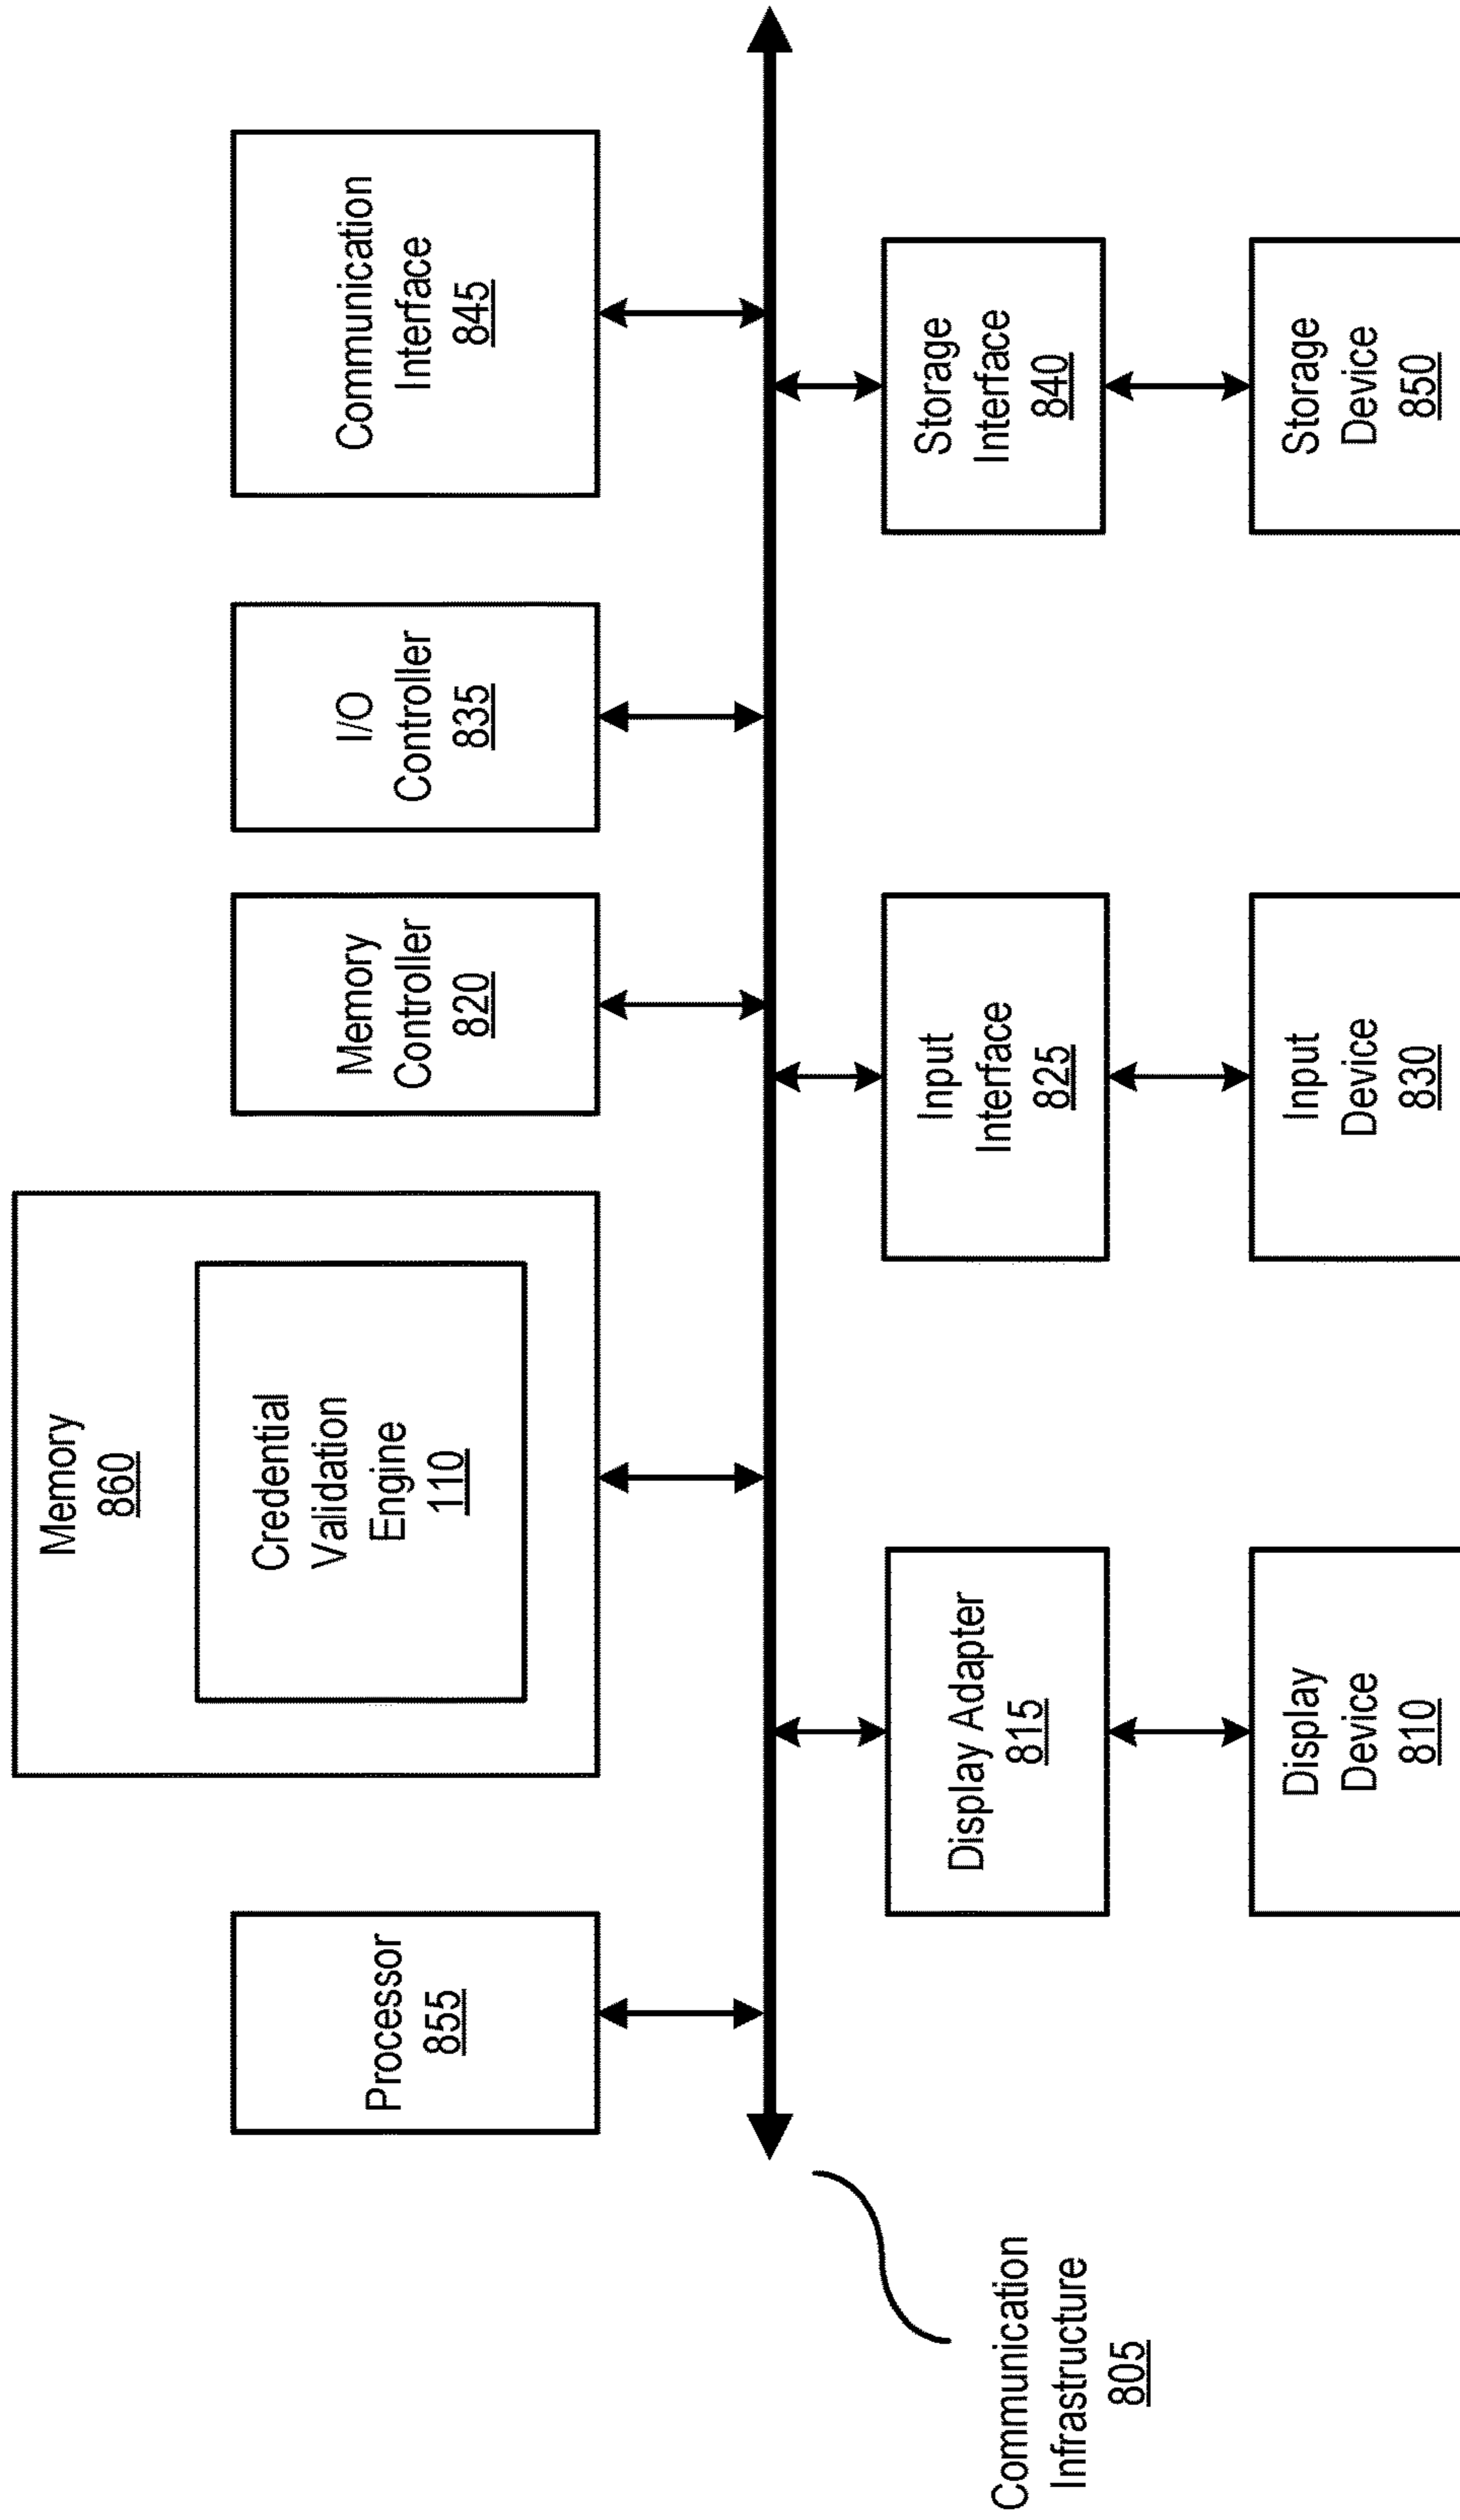 Processor
855
Memory
860
Credential
Validation
Engine
110
Memory
Controller
820
I/O
Controller
835
Communication
Interface
845
Communication
Infrastructure
805
Display Adapter
815
Input
Interface
825
Storage
Interface
840
Display
Device
810
Input
Device
830
Storage
Device
850